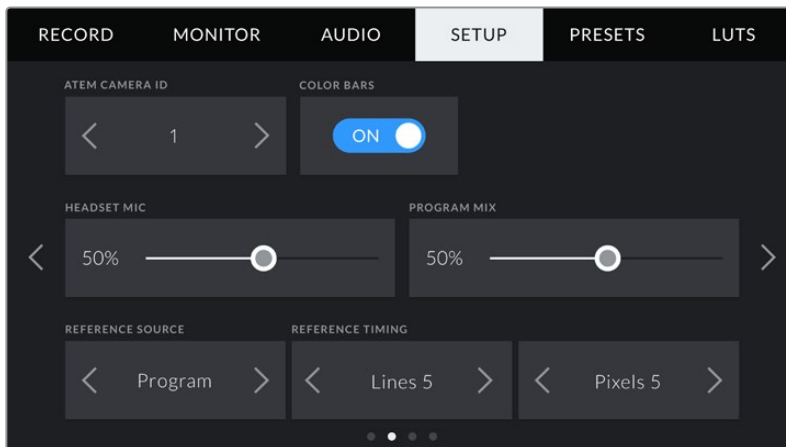 RECORD MONITOR AUDIO SETUP PRESETS LUTS
ATEM CAMERA ID COLOR BARS
1 ON
HEADSET MIC PROGRAM MIX
50% 50%
REFERENCE SOURCE REFERENCE TIMING
Program Lines 5 Pixels 5